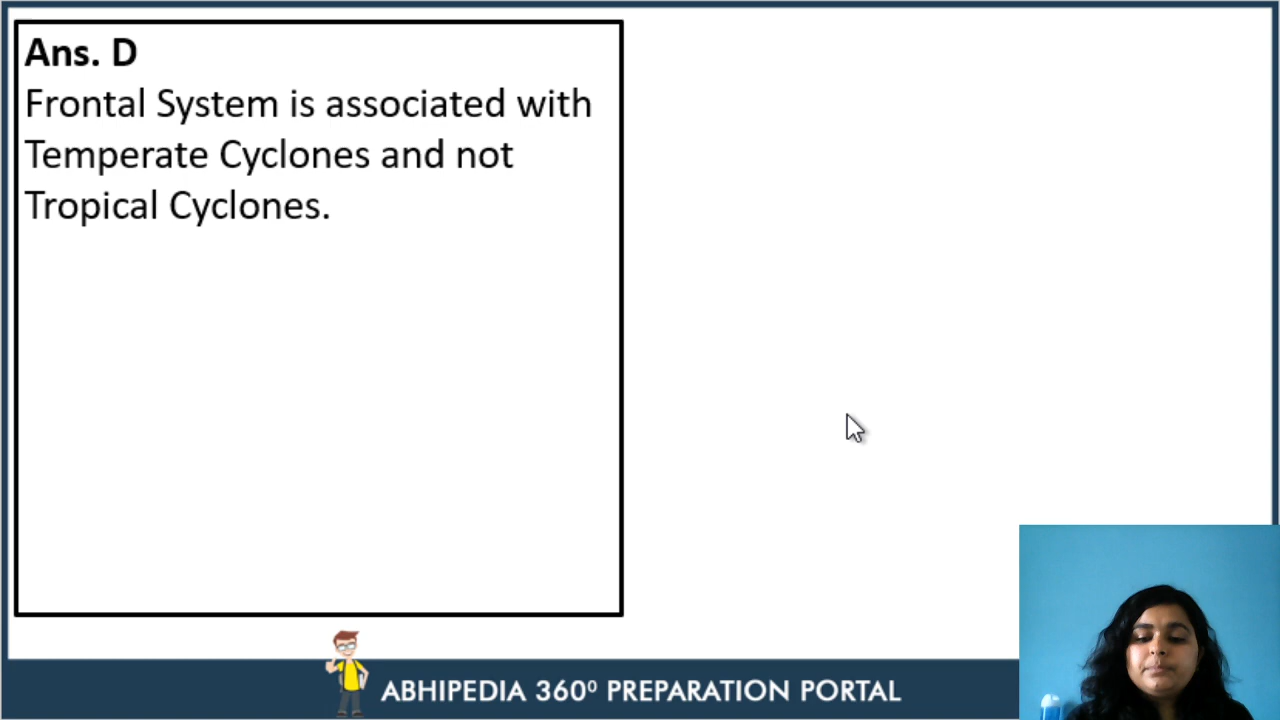 Ans. D
Frontal System is associated with
Temperate Cyclones and not
Tropical Cyclones.
ABHIPEDIA 360⁰ PREPARATION PORTAL